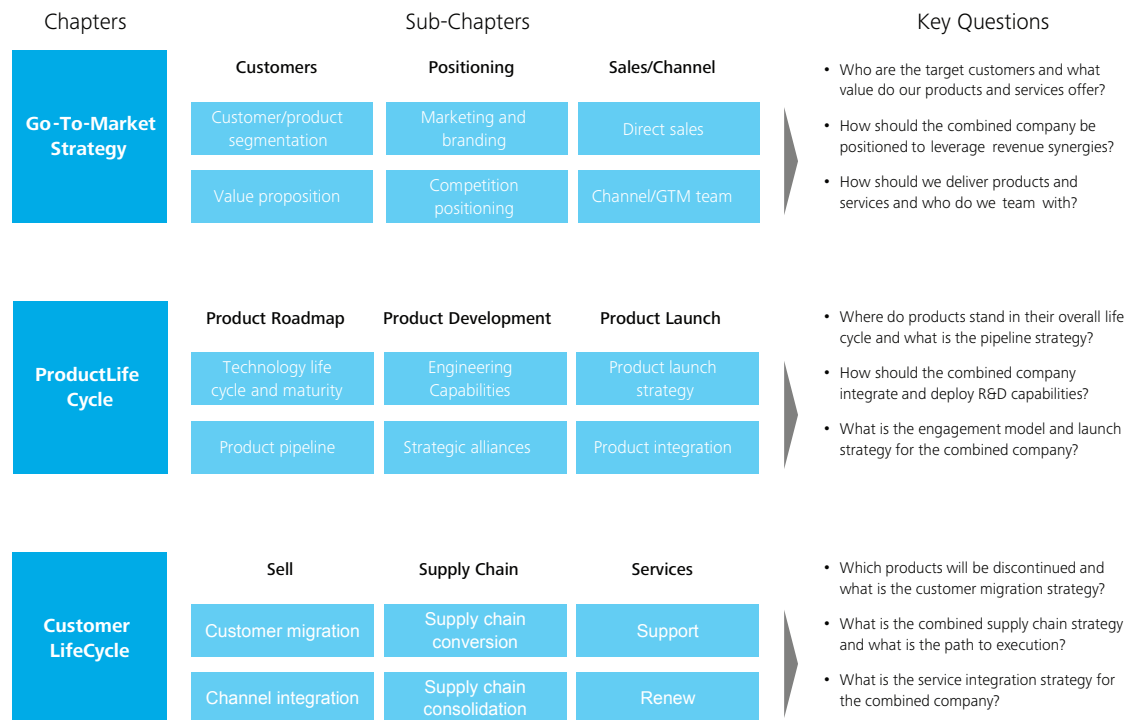 Chapters
Sub-Chapters
Key Questions
Go-To-Market
Strategy
Customers
Positioning
Sales/Channel
Customer/product
segmentation
Marketing and
branding
Direct sales
Value proposition
Competition
positioning
Channel/GTM team
• Who are the target customers and what
value do our products and services offer?
• How should the combined company be
positioned to leverage revenue synergies?
• How should we deliver products and
services and who do we team with?
ProductLife
Cycle
Product Roadmap
Product Development
Product Launch
Technology life
cycle and maturity
Engineering
Capabilities
Product launch
strategy
Product pipeline
Strategic alliances
Product integration
• Where do products stand in their overall life
cycle and what is the pipeline strategy?
• How should the combined company
integrate and deploy R&D capabilities?
• What is the engagement model and launch
strategy for the combined company?
Customer
LifeCycle
Sell
Supply Chain
Services
Customer migration
Supply chain
conversion
Support
Channel integration
Supply chain
consolidation
Renew
• Which products will be discontinued and
what is the customer migration strategy?
• What is the combined supply chain strategy
and what is the path to execution?
• What is the service integration strategy for
the combined company?